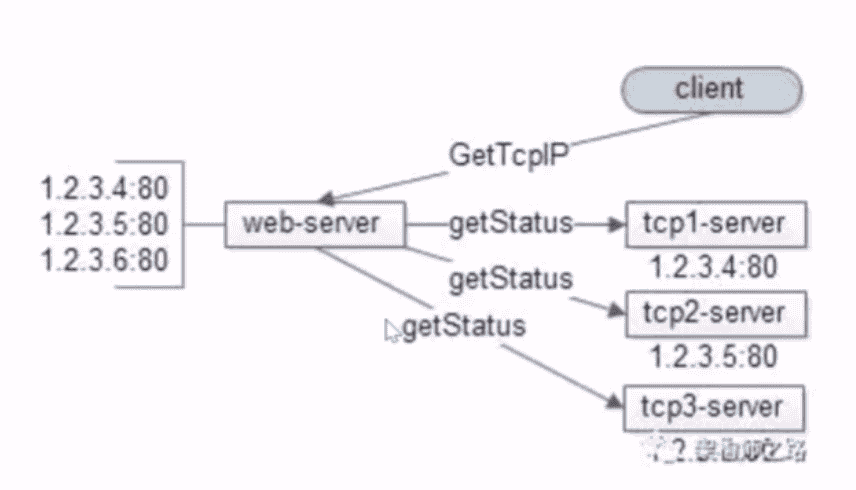 client
GetTcpIP
1.2.3.4:80
1.2.3.5:80
1.2.3.6:80
web-server
getStatus
tcp1-server
1.2.3.4:80
getStatus
tcp2-server
1.2.3.5:80
getStatus
tcp3-server